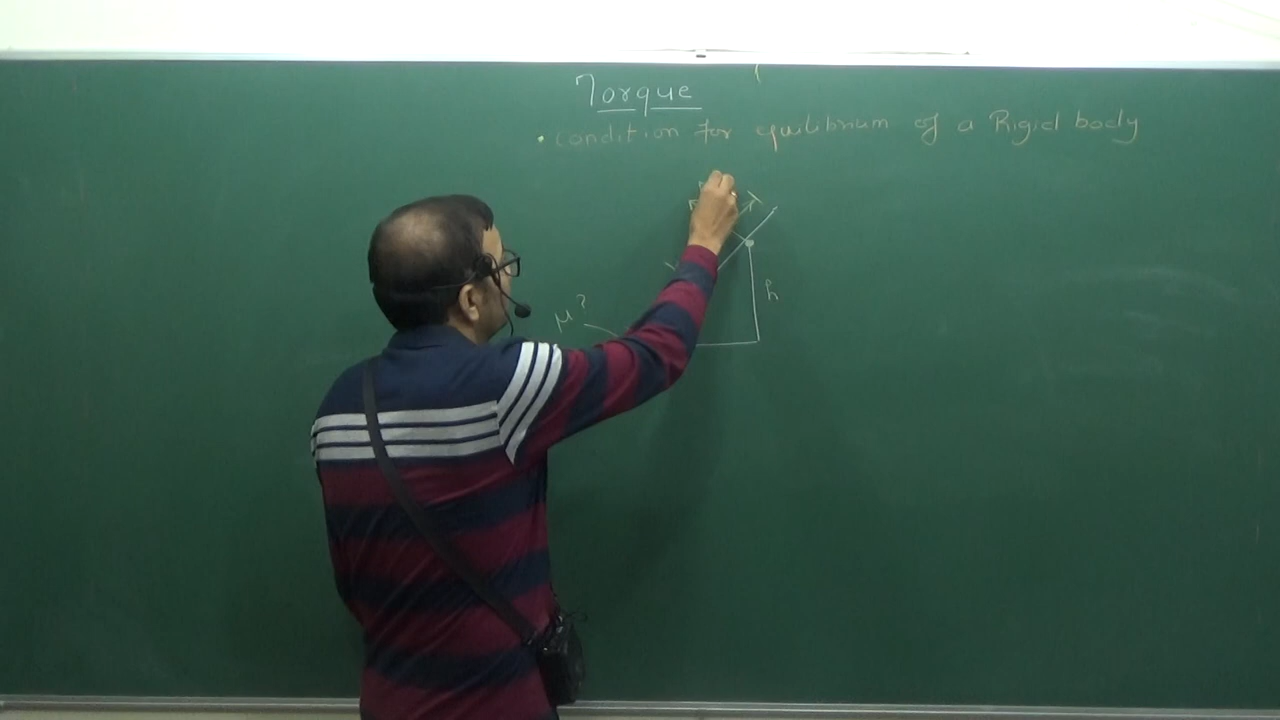 Torque
• condition for equilibrium of a Rigid body
h
μ?